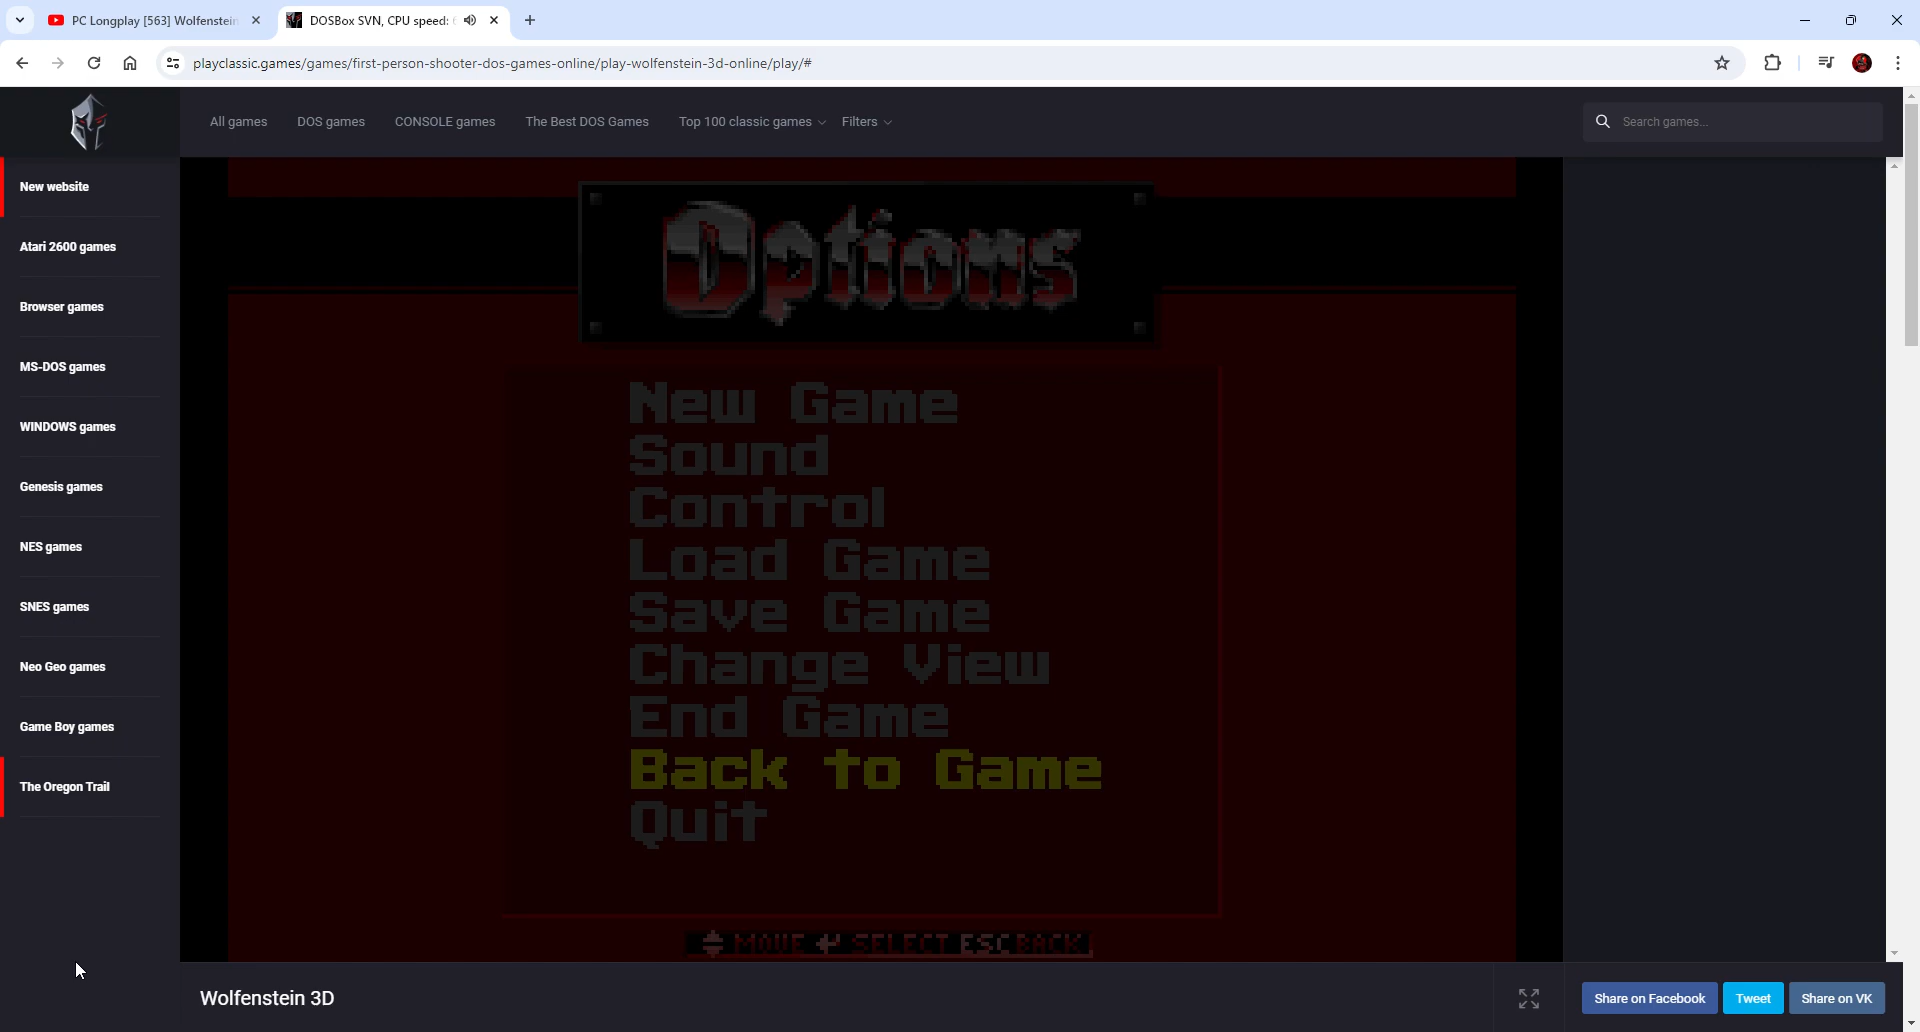 PC Longplay [563] Wolfenstein
DOSBox SVN, CPU speed:
playclassic.games/games/first-person-shooter-dos-games-online/play-wolfenstein-3d-online/play/#
All games
DOS games
CONSOLE games
The Best DOS Games
Top 100 classic games
Filters
Search games...
New website
Atari 2600 games
Browser games
MS-DOS games
WINDOWS games
Genesis games
NES games
SNES games
Neo Geo games
Game Boy games
The Oregon Trail
Options
New Game
Sound
Control
Load Game
Save Game
Change View
End Game
Back to Game
Quit
MOVE SELECT ESC BACK
Wolfenstein 3D
Share on Facebook
Tweet
Share on VK